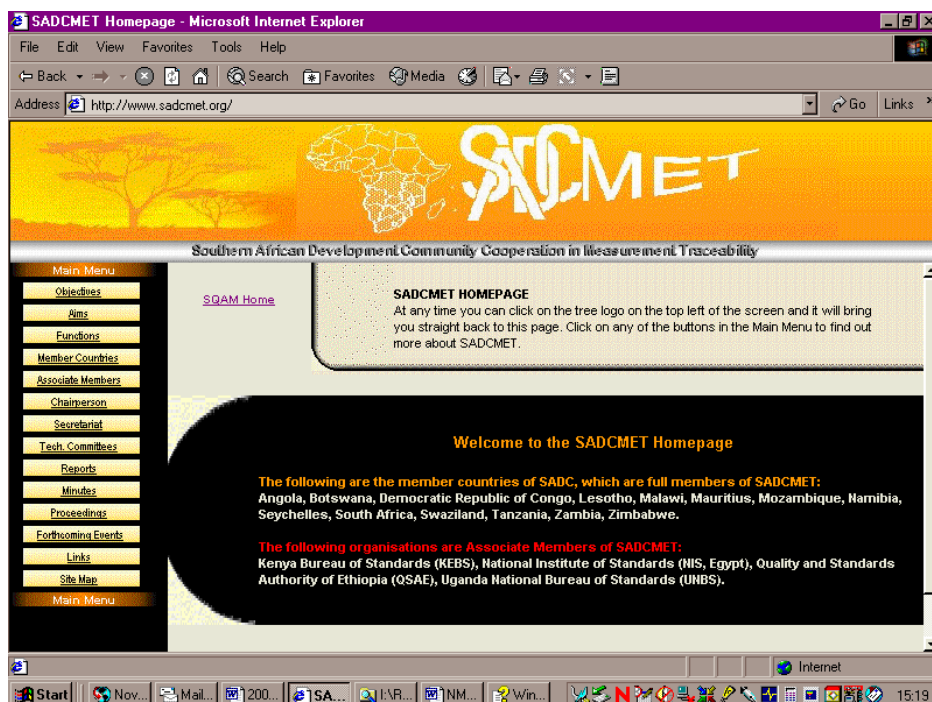 SADCMET Homepage - Microsoft Internet Explorer
File Edit View Favorites Tools Help
Back Search Favorites Media
Address http://www.sadcmet.org/ Go Links
SADCMET
Southern African Development Community Cooperation in Measurement Traceability
Main Menu
Objectives
Aims
Functions
Member Countries
Associate Members
Chairperson
Secretariat
Tech. Committees
Reports
Minutes
Proceedings
Forthcoming Events
Links
Site Map
Main Menu
SQAM Home
SADCMET HOMEPAGE
At any time you can click on the tree logo on the top left of the screen and it will bring
you straight back to this page. Click on any of the buttons in the Main Menu to find out
more about SADCMET.
Welcome to the SADCMET Homepage
The following are the member countries of SADC, which are full members of SADCMET:
Angola, Botswana, Democratic Republic of Congo, Lesotho, Malawi, Mauritius, Mozambique, Namibia,
Seychelles, South Africa, Swaziland, Tanzania, Zambia, Zimbabwe.
The following organisations are Associate Members of SADCMET:
Kenya Bureau of Standards (KEBS), National Institute of Standards (NIS, Egypt), Quality and Standards
Authority of Ethiopia (QSAE), Uganda National Bureau of Standards (UNBS).
Internet
Start Nov... Mail... 200... SA... I:\R... NM... Win... 15:19